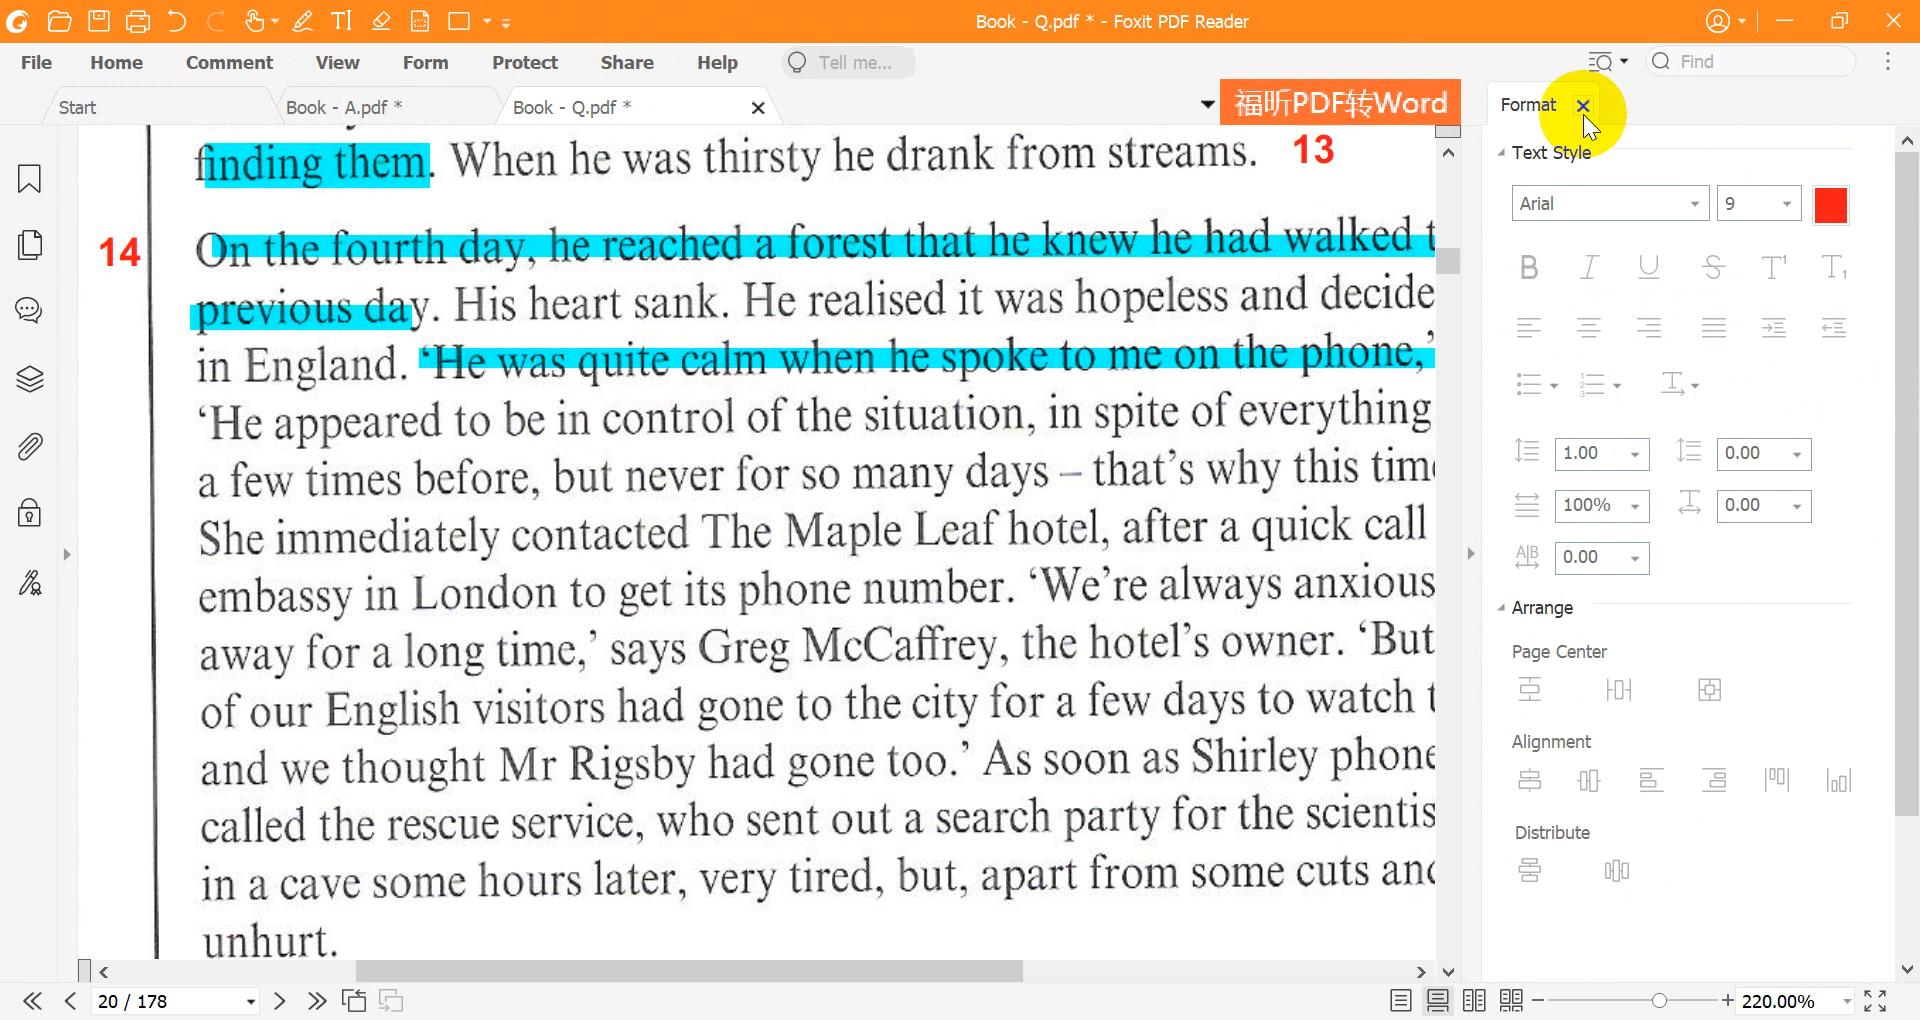 Book - Q.pdf * - Foxit PDF Reader
File Home Comment View Form Protect Share Help Tell me... Find
Start Book - A.pdf * Book - Q.pdf * 福昕PDF转Word Format
finding them. When he was thirsty he drank from streams. 13
14 On the fourth day, he reached a forest that he knew he had walked t
previous day. His heart sank. He realised it was hopeless and decide
in England. ‘He was quite calm when he spoke to me on the phone,’
‘He appeared to be in control of the situation, in spite of everything
a few times before, but never for so many days – that’s why this tim
She immediately contacted The Maple Leaf hotel, after a quick call
embassy in London to get its phone number. ‘We’re always anxious
away for a long time,’ says Greg McCaffrey, the hotel’s owner. ‘But
of our English visitors had gone to the city for a few days to watch t
and we thought Mr Rigsby had gone too.’ As soon as Shirley phone
called the rescue service, who sent out a search party for the scientis
in a cave some hours later, very tired, but, apart from some cuts and
unhurt.
Text Style
Arial 9
1.00 0.00
100% 0.00
0.00
Arrange
Page Center
Alignment
Distribute
20 / 178 220.00%